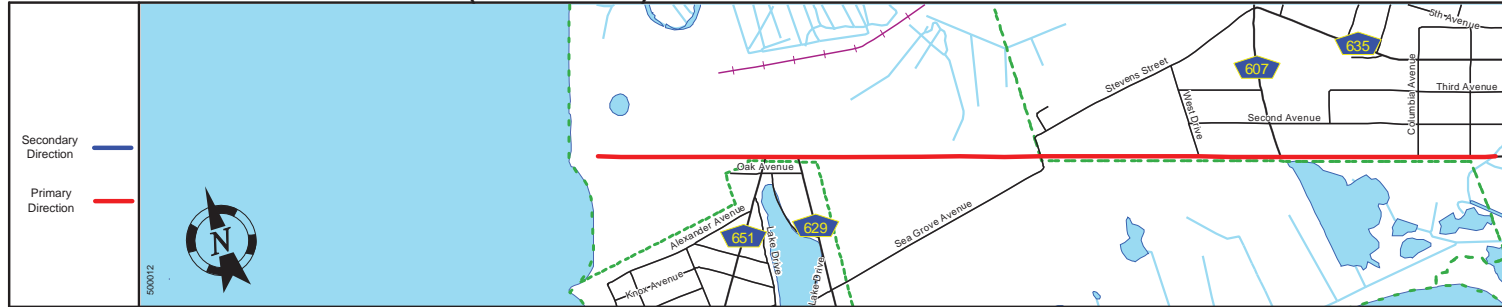 Secondary
Direction
Primary
Direction
500012
N
5th Avenue
635
607
Stevens Street
Columbia Avenue
Third Avenue
West Drive
Second Avenue
Oak Avenue
Alexander Avenue
651
629
Sea Grove Avenue
Lake Drive
Knox Avenue
Lake Drive